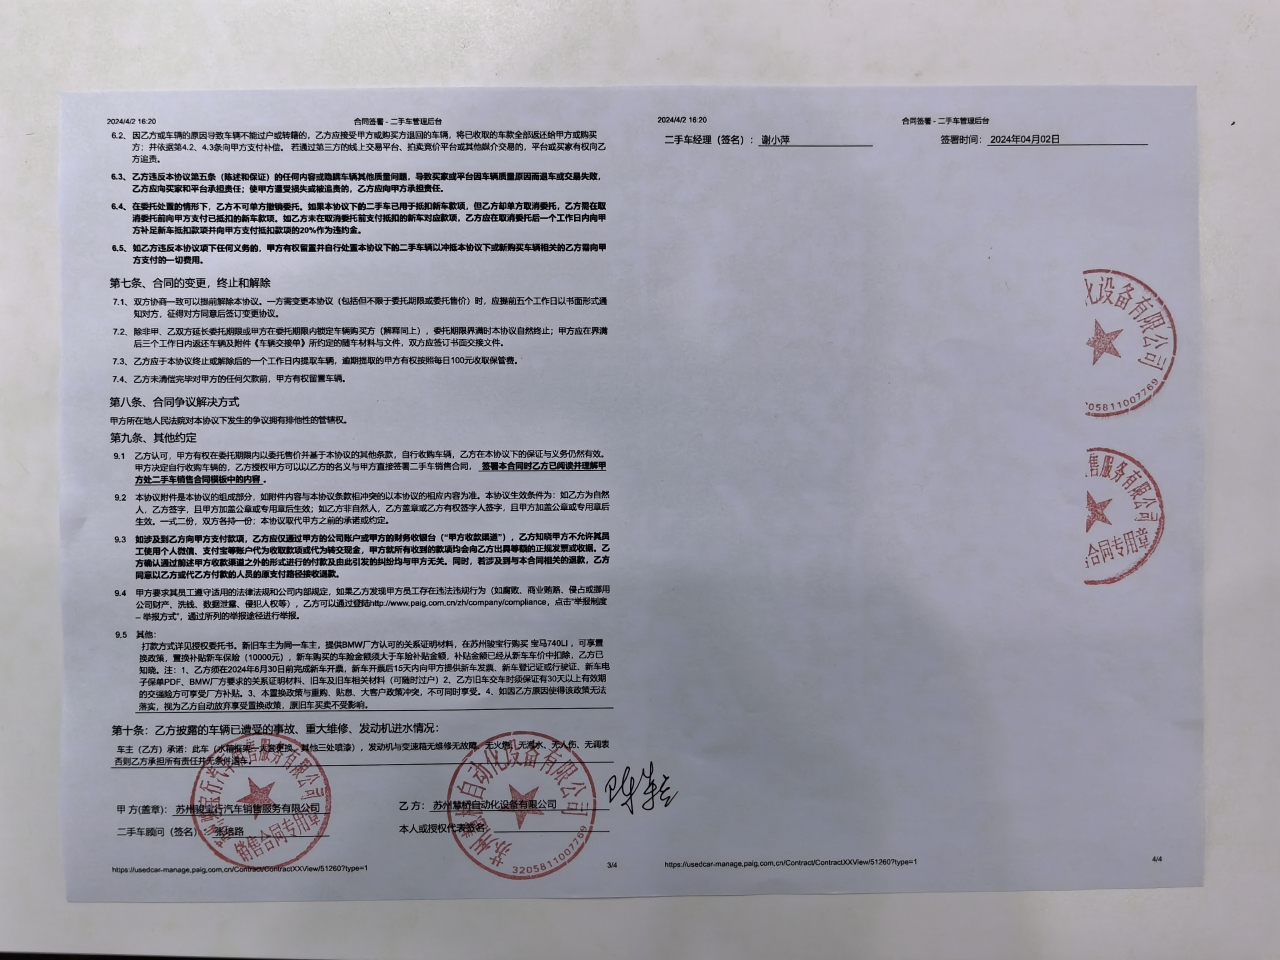 2024/4/2 16:20
合同签署 - 二手车管理后台
6.2、因乙方或车辆的原因导致车辆不能过户或转籍的，乙方应接受甲方或购买方退回的车辆，将已收取的车款全部返还给甲方或购买
方；并依据第4.2、4.3条向甲方支付补偿。 若通过第三方的线上交易平台、拍卖竞价平台或其他媒介交易的，平台或买家有权向乙
方追责。
6.3、乙方违反本协议第五条（陈述和保证）的任何内容或隐瞒车辆其他质量问题，导致买家或平台因车辆质量原因而退车或交易失败，
乙方应向买家和平台承担责任；使甲方遭受损失或被追责的，乙方应向甲方承担责任。
6.4、在委托处置的情形下，乙方不可单方撤销委托。如果本协议下的二手车已用于抵扣新车款项，但乙方却单方取消委托，乙方需在取
消委托前向甲方支付已抵扣的新车款项。如乙方未在取消委托前支付抵扣的新车对应款项，乙方应在取消委托后一个工作日内向甲
方补足新车抵扣款项并向甲方支付抵扣款项的20%作为违约金。
6.5、如乙方违反本协议项下任何义务的，甲方有权留置并自行处置本协议下的二手车辆以冲抵本协议下或新购买车辆相关的乙方需向甲
方支付的一切费用。
第七条、合同的变更，终止和解除
7.1、双方协商一致可以提前解除本协议。一方需变更本协议（包括但不限于委托期限或委托售价）时，应提前五个工作日以书面形式通
知对方，征得对方同意后签订变更协议。
7.2、除非甲、乙双方延长委托期限或甲方在委托期限内锁定车辆购买方（解释同上），委托期限界满时本协议自然终止；甲方应在界满
后三个工作日内返还车辆及附件《车辆交接单》所约定的随车材料与文件，双方应签订书面交接文件。
7.3、乙方应于本协议终止或解除后的一个工作日内提取车辆，逾期提取的甲方有权按照每日100元收取保管费。
7.4、乙方未清偿完毕对甲方的任何欠款前，甲方有权留置车辆。
第八条、合同争议解决方式
甲方所在地人民法院对本协议下发生的争议拥有排他性的管辖权。
第九条、其他约定
9.1 乙方认可，甲方有权在委托期限内以委托售价并基于本协议的其他条款，自行收购车辆，乙方在本协议下的保证与义务仍然有效。
甲方决定自行收购车辆的，乙方授权甲方可以以乙方的名义与甲方直接签署二手车销售合同， 签署本合同时乙方已阅读并理解甲
方处二手车销售合同模板中的内容 。
9.2 本协议附件是本协议的组成部分，如附件内容与本协议条款相冲突的以本协议的相应内容为准。本协议生效条件为：如乙方为自然
人，乙方签字，且甲方加盖公章或专用章后生效；如乙方非自然人，乙方盖章或乙方有权签字人签字，且甲方加盖公章或专用章后
生效。一式二份，双方各持一份；本协议取代甲方之前的承诺或约定。
9.3 如涉及到乙方向甲方支付款项，乙方应仅通过甲方的公司账户或甲方的财务收银台（“甲方收款渠道”），乙方知晓甲方不允许其员
工使用个人微信、支付宝等账户代为收取款项或代为转交现金，甲方就所有收到的款项均会向乙方出具等额的正规发票或收据。乙
方确认通过前述甲方收款渠道之外的形式进行的付款及由此引发的纠纷均与甲方无关。同时，若涉及到与本合同相关的退款，乙方
同意以乙方或代乙方付款的人员的原支付路径接收退款。
9.4 甲方要求其员工遵守适用的法律法规和公司内部规定，如果乙方发现甲方员工存在违法违规行为（如腐败、商业贿赂、侵占或挪用
公司财产、洗钱、数据泄露、侵犯人权等），乙方可以通过登陆http://www.paig.com.cn/zh/company/compliance，点击“举报制度
– 举报方式”，通过所列的举报途径进行举报。
9.5 其他：
打款方式详见授权委托书。新旧车主为同一车主，提供BMW厂方认可的关系证明材料，在苏州骏宝行购买 宝马740LI ，可享置
换政策，置换补贴新车保险（10000元），新车购买的车险金额须大于车险补贴金额，补贴金额已经从新车车价中扣除，乙方已
知晓。注：1、乙方须在2024年6月30日前完成新车开票，新车开票后15天内向甲方提供新车发票、新车登记证或行驶证、新车电
子保单PDF、BMW厂方要求的关系证明材料、旧车及旧车相关材料（可随时过户）2、乙方旧车交车时须保证有30天以上有效期
的交强险方可享受厂方补贴。3、本置换政策与重购、贴息、大客户政策冲突，不可同时享受。4、如因乙方原因使得该政策无法
落实，视为乙方自动放弃享受置换政策，原旧车买卖不受影响。
第十条：乙方披露的车辆已遭受的事故、重大维修、发动机进水情况：
车主（乙方）承诺：此车（水箱框架一大套更换，其他三处喷漆），发动机与变速箱无维修无故障，无火烧、无泡水、无人伤、无调表
否则乙方承担所有责任并无条件退车。
甲方(盖章)： 苏州骏宝行汽车销售服务有限公司
乙方： 苏州慧桥自动化设备有限公司
二手车顾问（签名） 张培路
本人或授权代表签名：
销售合同专用章
3205811007769
https://usedcar-manage.paig.com.cn/Contract/ContractXXView/51260?type=1
3/4
2024/4/2 16:20
合同签署 - 二手车管理后台
二手车经理（签名）： 谢小萍
签署时间： 2024年04月02日
化设备有限公司
05811007769
售服务有限公司
合同专用章
https://usedcar-manage.paig.com.cn/Contract/ContractXXView/51260?type=1
4/4